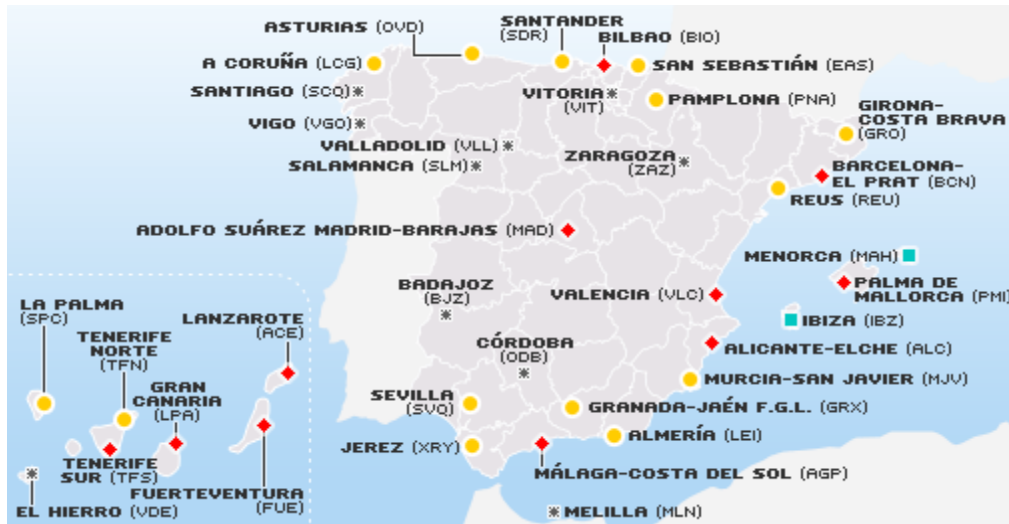 ASTURIAS (OVD)
SANTANDER
(SDR)
BILBAO (BIO)
A CORUÑA (LCG)
SAN SEBASTIÁN (EAS)
SANTIAGO (SCQ)
VITORIA
(VIT)
PAMPLONA (PNA)
GIRONA-
COSTA BRAVA
(GRO)
VIGO (VGO)
VALLADOLID (VLL)
SALAMANCA (SLM)
ZARAGOZA
(ZAZ)
BARCELONA-
EL PRAT (BCN)
REUS (REU)
ADOLFO SUÁREZ MADRID-BARAJAS (MAD)
MENORCA (MAH)
PALMA DE
MALLORCA (PMI)
BADAJOZ
(BJZ)
VALENCIA (VLC)
IBIZA (IBZ)
CÓRDOBA
(ODB)
ALICANTE-ELCHE (ALC)
MURCIA-SAN JAVIER (MJV)
SEVILLA
(SVQ)
GRANADA-JAÉN F.G.L. (GRX)
JEREZ (XRY)
ALMERÍA (LEI)
MÁLAGA-COSTA DEL SOL (AGP)
MELILLA (MLN)
LA PALMA
(SPC)
LANZAROTE
(ACE)
TENERIFE
NORTE
(TFN)
GRAN
CANARIA
(LPA)
TENERIFE
SUR (TFS)
FUERTEVENTURA
(FUE)
EL HIERRO (VDE)